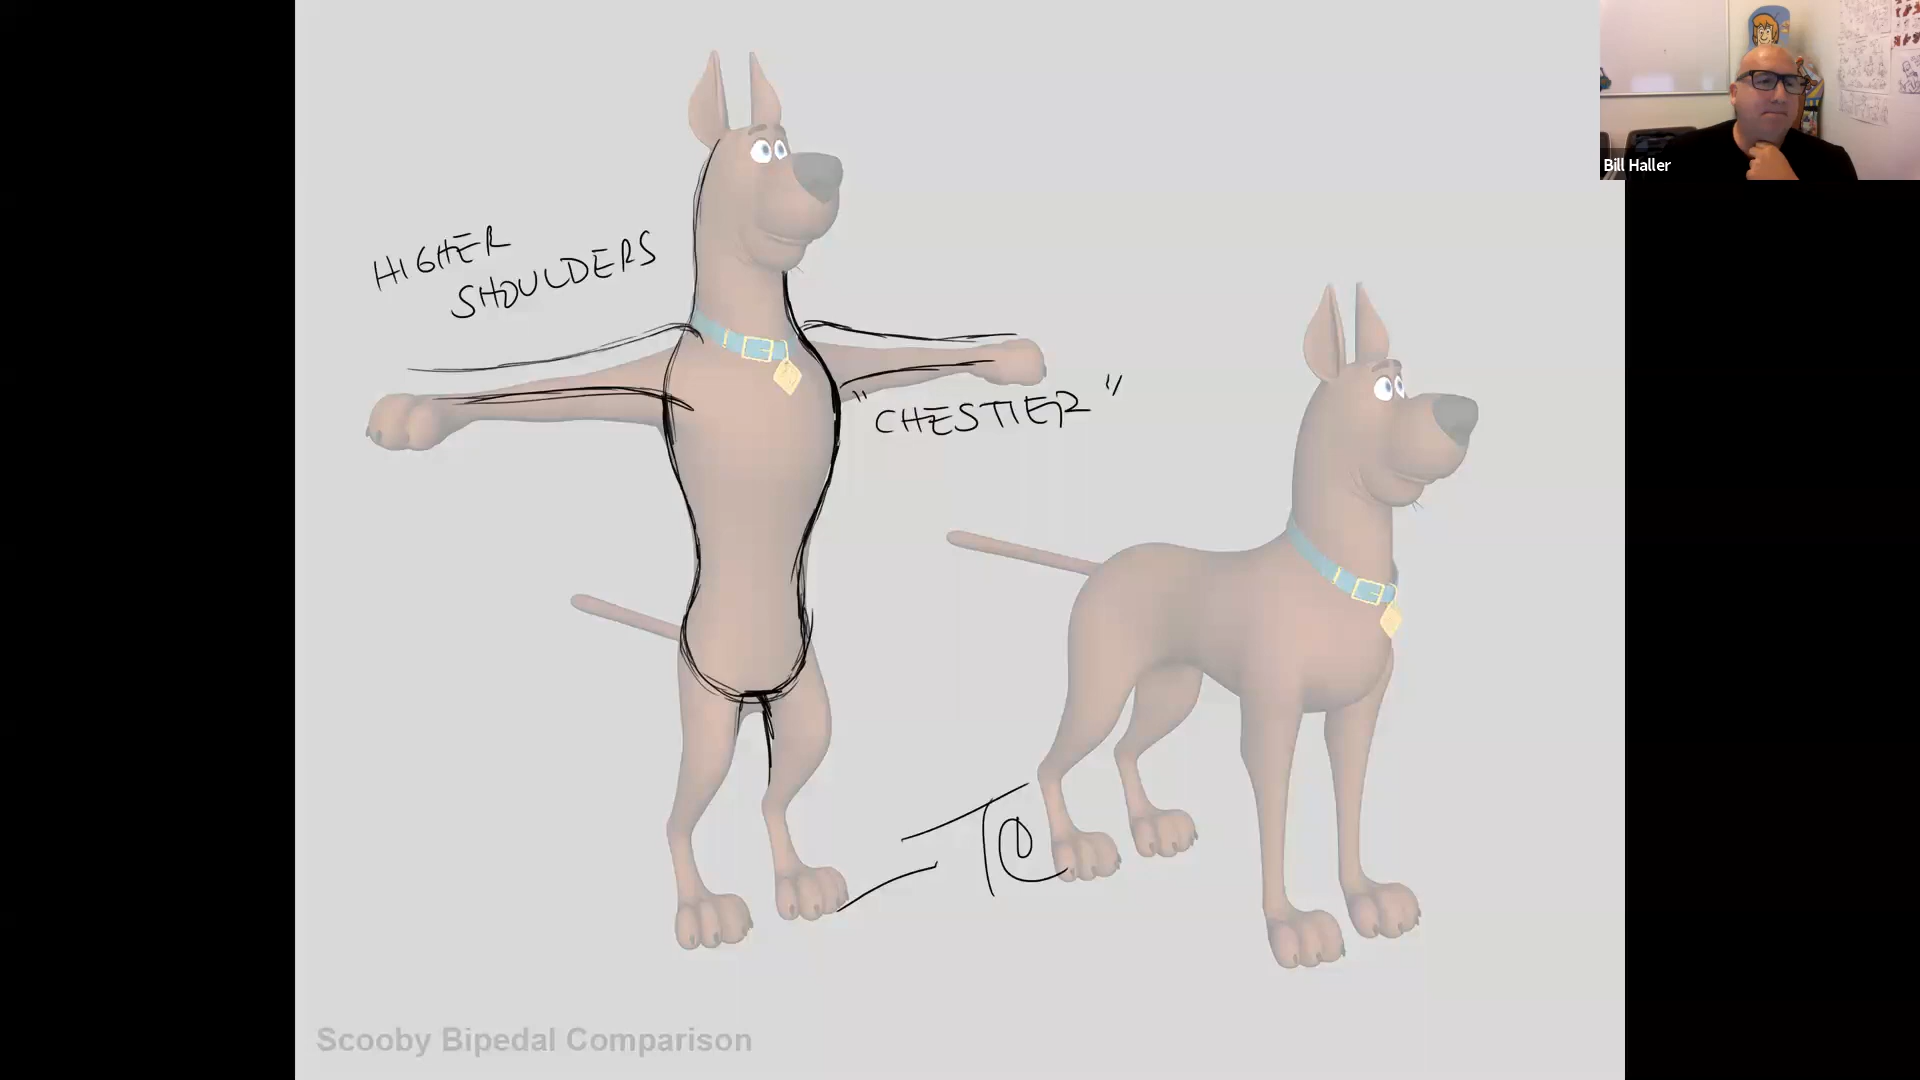 Bill Haller
HIGHER
SHOULDERS
"CHESTIER"
Scooby Bipedal Comparison